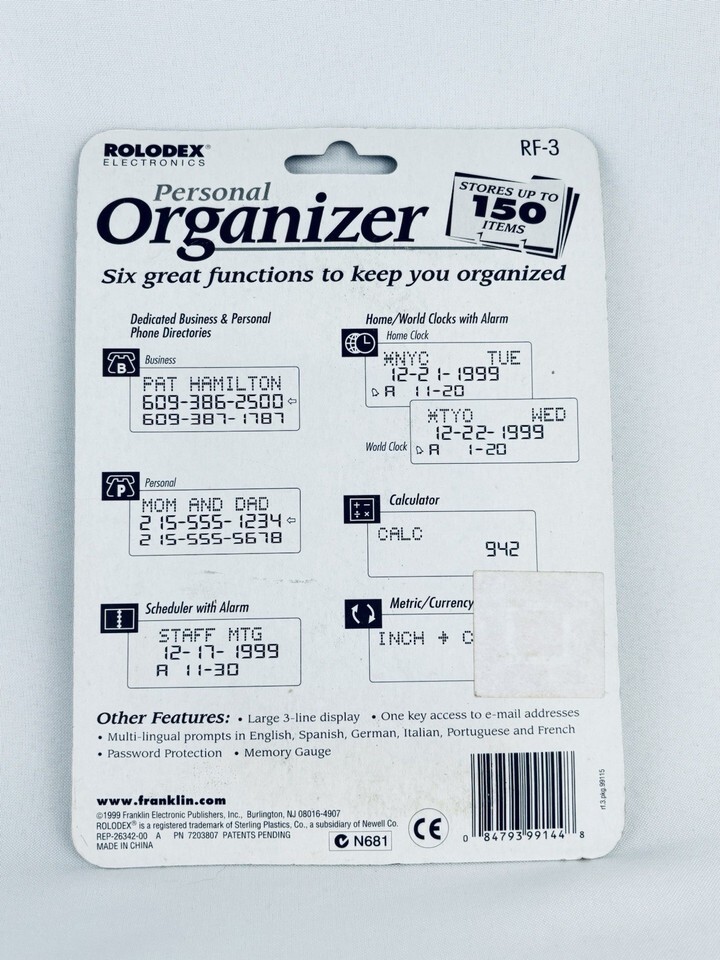 ROLODEX®
ELECTRONICS
RF-3
Personal
Organizer
STORES UP TO
150
ITEMS
Six great functions to keep you organized
Dedicated Business & Personal
Phone Directories
B
Business
PAT HAMILTON
609-386-2500
609-387-1787
P
Personal
MOM AND DAD
215-555-1234
215-555-5678
Scheduler with Alarm
STAFF MTG
12-17-1999
A 11-30
Home/World Clocks with Alarm
Home Clock
NYC TUE
12-21-1999
A 11-20
World Clock
TYO WED
12-22-1999
A 1-20
Calculator
CALC
942
Metric/Currency
INCH → C
Other Features: • Large 3-line display • One key access to e-mail addresses
• Multi-lingual prompts in English, Spanish, German, Italian, Portuguese and French
• Password Protection • Memory Gauge
www.franklin.com
©1999 Franklin Electronic Publishers, Inc., Burlington, NJ 08016-4907
ROLODEX® is a registered trademark of Sterling Plastics, Co., a subsidiary of Newell Co.
REP-26342-00 A PN 7203807 PATENTS PENDING
MADE IN CHINA
N681
CE
0 84793 99144 8
rf.3.pkg.99115